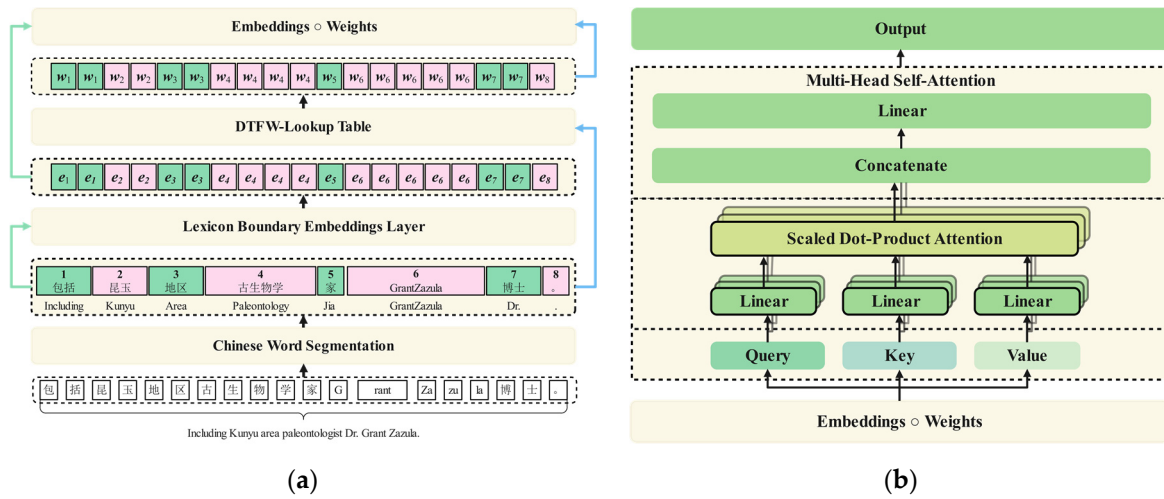 Embeddings ○ Weights
w1 w1 w2 w2 w3 w3 w4 w4 w4 w4 w5 w6 w6 w6 w6 w6 w7 w7 w8
DTFW-Lookup Table
e1 e1 e2 e2 e3 e3 e4 e4 e4 e4 e5 e6 e6 e6 e6 e6 e7 e7 e8
Lexicon Boundary Embeddings Layer
1 2 3 4 5 6 7 8
包括 昆玉 地区 古生物学 家 GrantZazula 博士 。
Including Kunyu Area Paleontology Jia GrantZazula Dr. .
Chinese Word Segmentation
包 括 昆 玉 地 区 古 生 物 学 家 G rant Za zu la 博 士 。
Including Kunyu area paleontologist Dr. Grant Zazula.
(a)
Output
Multi-Head Self-Attention
Linear
Concatenate
Scaled Dot-Product Attention
Linear Linear Linear
Query Key Value
Embeddings ○ Weights
(b)